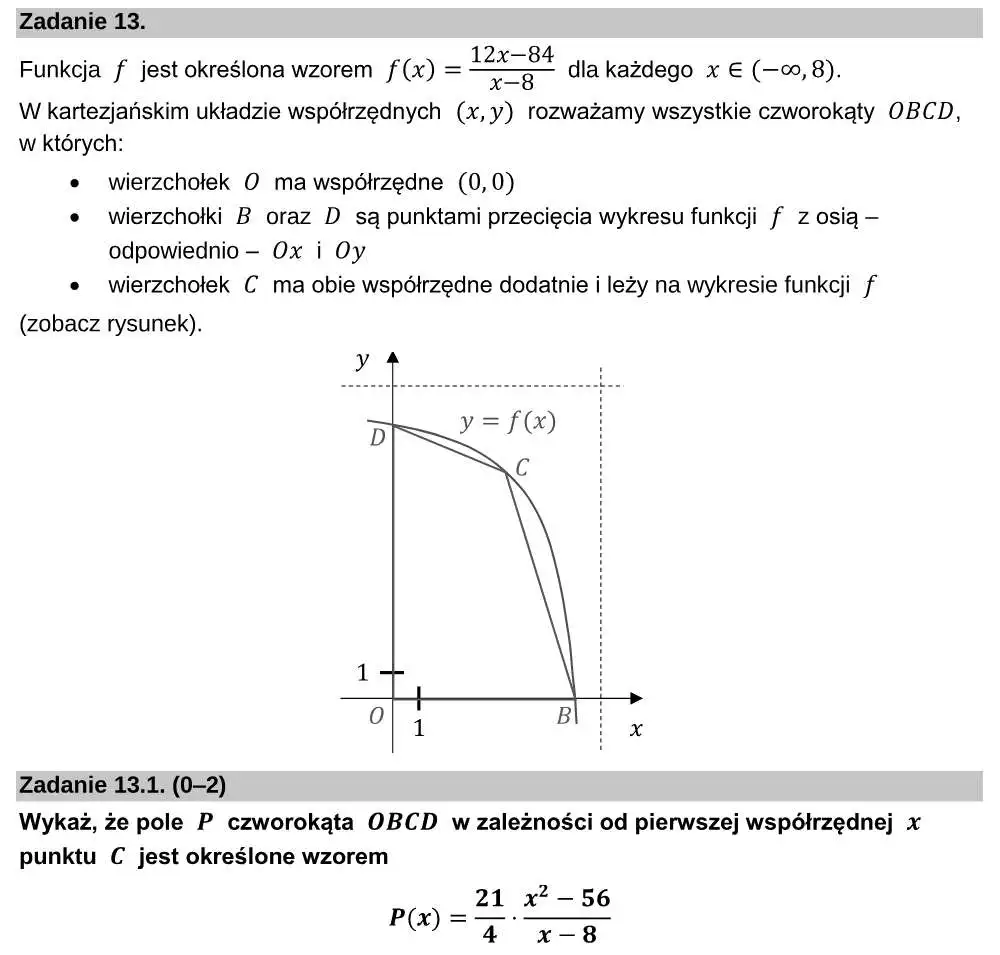 Zadanie 13.
Funkcja f jest określona wzorem f(x) = \frac{12x−84}{x−8} dla każdego x ∈ (−∞, 8).
W kartezjańskim układzie współrzędnych (x, y) rozważamy wszystkie czworokąty OBCD,
w których:
• wierzchołek O ma współrzędne (0, 0)
• wierzchołki B oraz D są punktami przecięcia wykresu funkcji f z osią –
odpowiednio – Ox i Oy
• wierzchołek C ma obie współrzędne dodatnie i leży na wykresie funkcji f
(zobacz rysunek).
y
y = f(x)
D
C
1
O
1
B
x
Zadanie 13.1. (0–2)
Wykaż, że pole P czworokąta OBCD w zależności od pierwszej współrzędnej x
punktu C jest określone wzorem
P(x) = \frac{21}{4} · \frac{x² − 56}{x − 8}